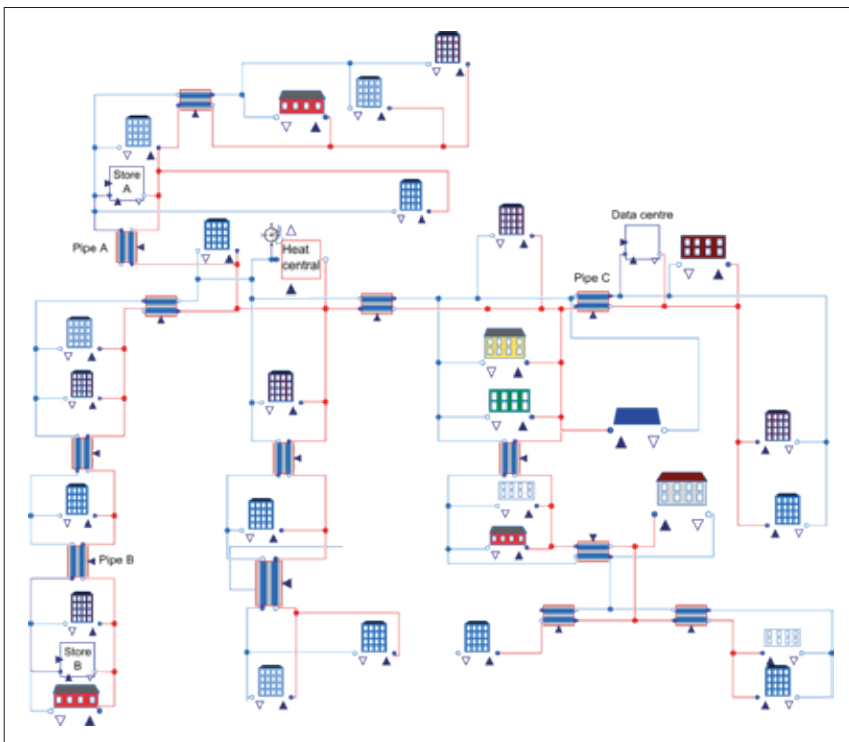 Store
A
Pipe A
Heat
central
Data centre
Pipe C
Pipe B
Store
B